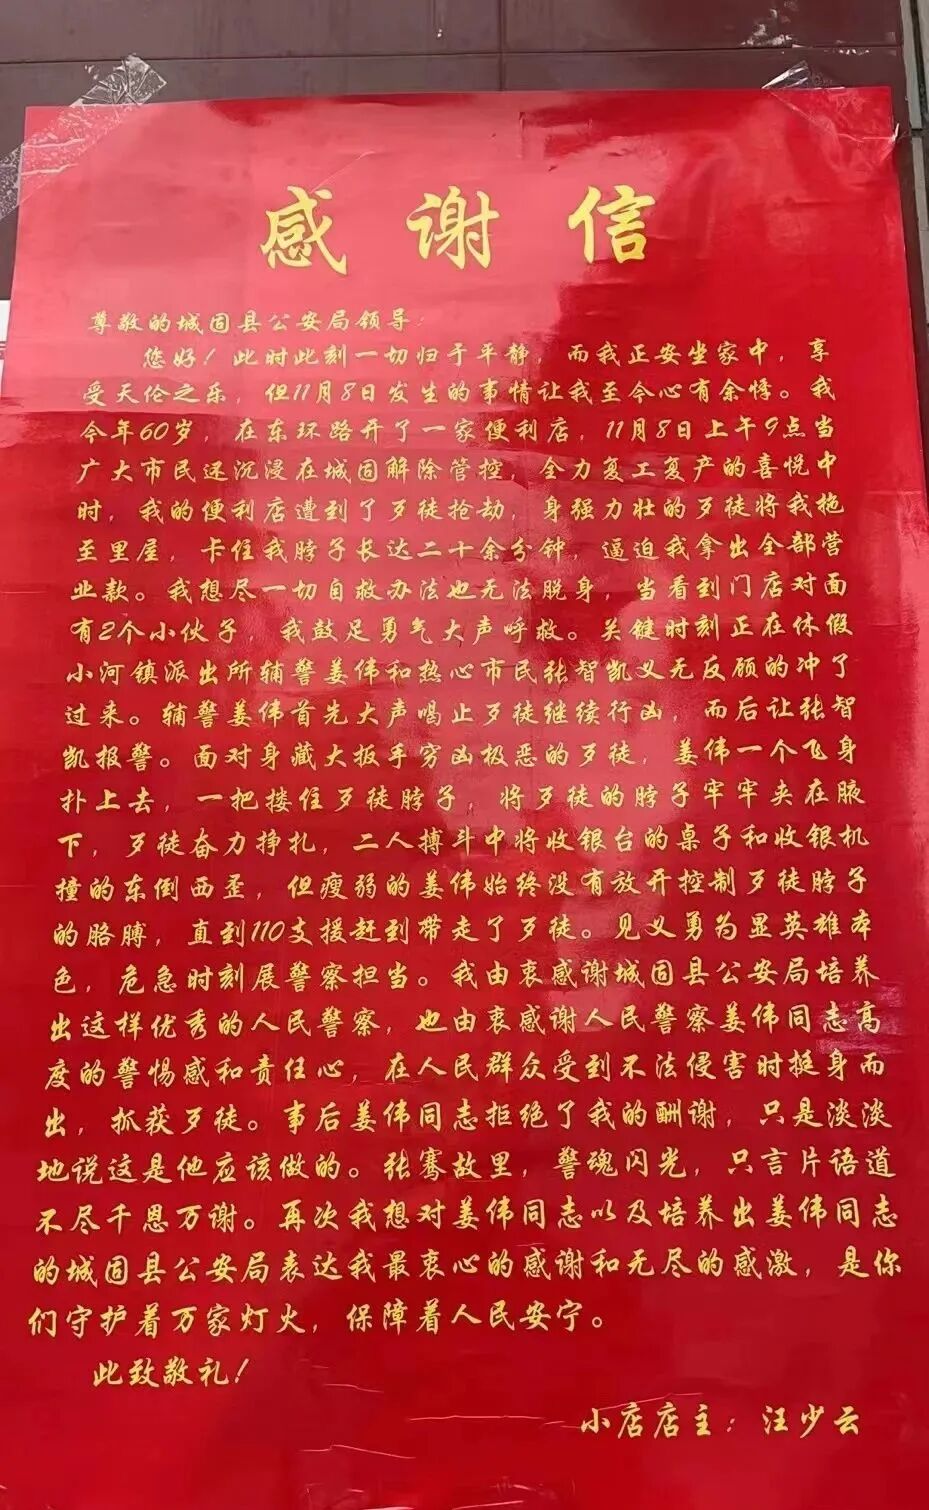 感谢信
尊敬的城固县公安局领导：
您好！此时此刻一切归于平静，而我正安坐家中，享
受天伦之乐，但11月8日发生的事情让我至今心有余悸。我
今年60岁，在东环路开了一家便利店，11月8日上午9点当
广大市民还沉浸在城固解除管控，全力复工复产的喜悦中
时，我的便利店遭到了歹徒抢劫，身强力壮的歹徒将我拖
至里屋，卡住我脖子长达二十余分钟，逼迫我拿出全部营
业款。我想尽一切自救办法也无法脱身，当看到门店对面
有2个小伙子，我鼓足勇气大声呼救。关键时刻正在休假
小河镇派出所辅警姜伟和热心市民张智凯义无反顾的冲了
过来。辅警姜伟首先大声喝止歹徒继续行凶，而后让张智
凯报警。面对身藏大扳手穷凶极恶的歹徒，姜伟一个飞身
扑上去，一把搂住歹徒脖子，将歹徒的脖子牢牢夹在腋
下，歹徒奋力挣扎，二人搏斗中将收银台的桌子和收银机
撞的东倒西歪，但瘦弱的姜伟始终没有放开控制歹徒脖子
的胳膊，直到110支援赶到带走了歹徒。见义勇为显英雄本
色，危急时刻展警察担当。我由衷感谢城固县公安局培养
出这样优秀的人民警察，也由衷感谢人民警察姜伟同志高
度的警惕感和责任心，在人民群众受到不法侵害时挺身而
出，抓获歹徒。事后姜伟同志拒绝了我的酬谢，只是淡淡
地说这是他应该做的。张骞故里，警魂闪光，只言片语道
不尽千恩万谢。再次我想对姜伟同志以及培养出姜伟同志
的城固县公安局表达我最衷心的感谢和无尽的感激，是你
们守护着万家灯火，保障着人民安宁。
此致敬礼！
小店店主：汪少云